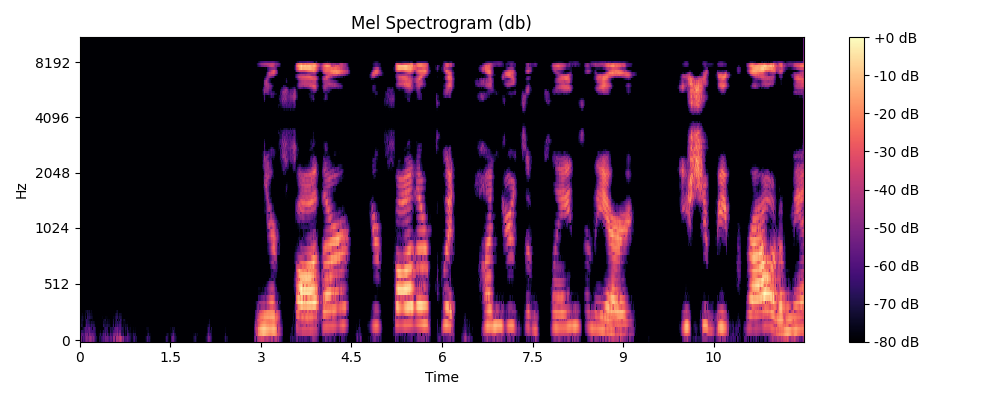 Mel Spectrogram (db)
8192
4096
2048
1024
512
0
Hz
0 1.5 3 4.5 6 7.5 9 10
Time
+0 dB
-10 dB
-20 dB
-30 dB
-40 dB
-50 dB
-60 dB
-70 dB
-80 dB